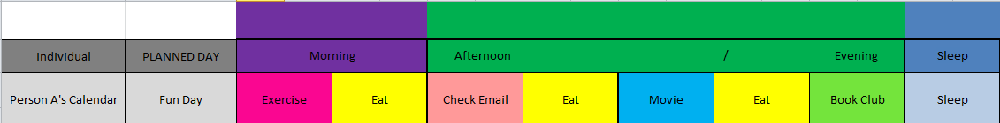 Individual PLANNED DAY Morning Afternoon / Evening Sleep
Person A's Calendar Fun Day Exercise Eat Check Email Eat Movie Eat Book Club Sleep